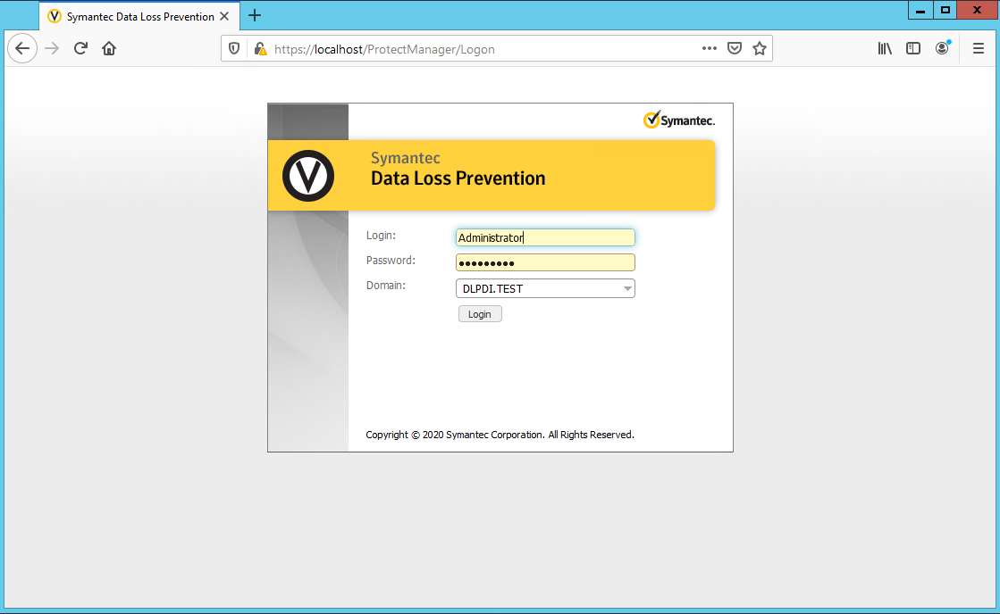 Symantec Data Loss Prevention
https://localhost/ProtectManager/Logon
Symantec.
Symantec
Data Loss Prevention
Login: Administrator
Password: •••••••••
Domain: DLPDI.TEST
Login
Copyright © 2020 Symantec Corporation. All Rights Reserved.